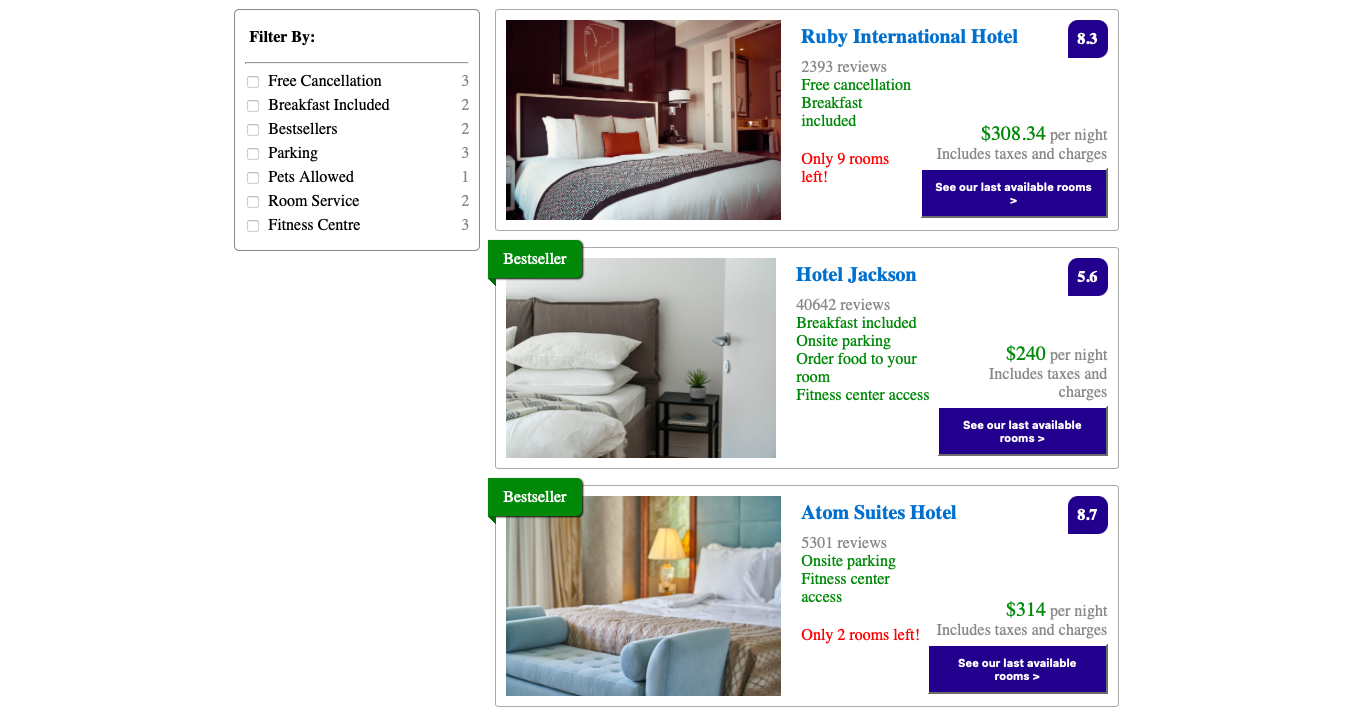 Filter By:
Free Cancellation 3
Breakfast Included 2
Bestsellers 2
Parking 3
Pets Allowed 1
Room Service 2
Fitness Centre 3
Ruby International Hotel
8.3
2393 reviews
Free cancellation
Breakfast
included
Only 9 rooms
left!
$308.34 per night
Includes taxes and charges
See our last available rooms
>
Bestseller
Hotel Jackson
5.6
40642 reviews
Breakfast included
Onsite parking
Order food to your
room
Fitness center access
$240 per night
Includes taxes and
charges
See our last available
rooms >
Bestseller
Atom Suites Hotel
8.7
5301 reviews
Onsite parking
Fitness center
access
Only 2 rooms left!
$314 per night
Includes taxes and charges
See our last available
rooms >